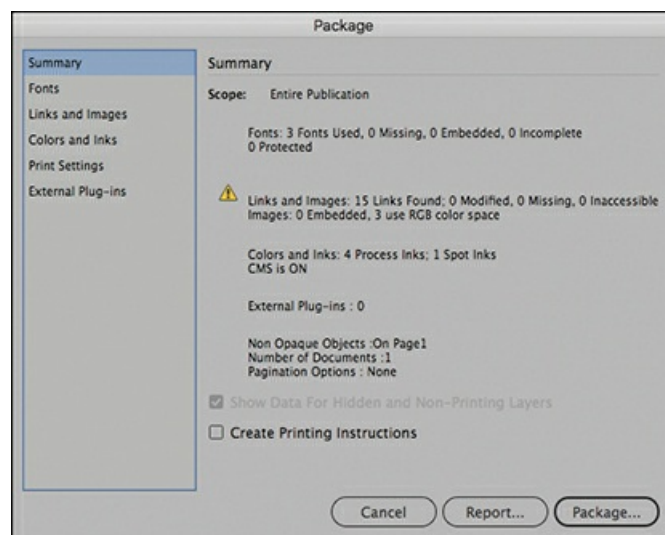 Package
Summary
Fonts
Links and Images
Colors and Inks
Print Settings
External Plug-ins
Summary
Scope: Entire Publication
Fonts: 3 Fonts Used, 0 Missing, 0 Embedded, 0 Incomplete
0 Protected
Links and Images: 15 Links Found; 0 Modified, 0 Missing, 0 Inaccessible
Images: 0 Embedded, 3 use RGB color space
Colors and Inks: 4 Process Inks; 1 Spot Inks
CMS is ON
External Plug-ins : 0
Non Opaque Objects :On Page1
Number of Documents :1
Pagination Options : None
Show Data For Hidden and Non-Printing Layers
Create Printing Instructions
Cancel
Report...
Package...